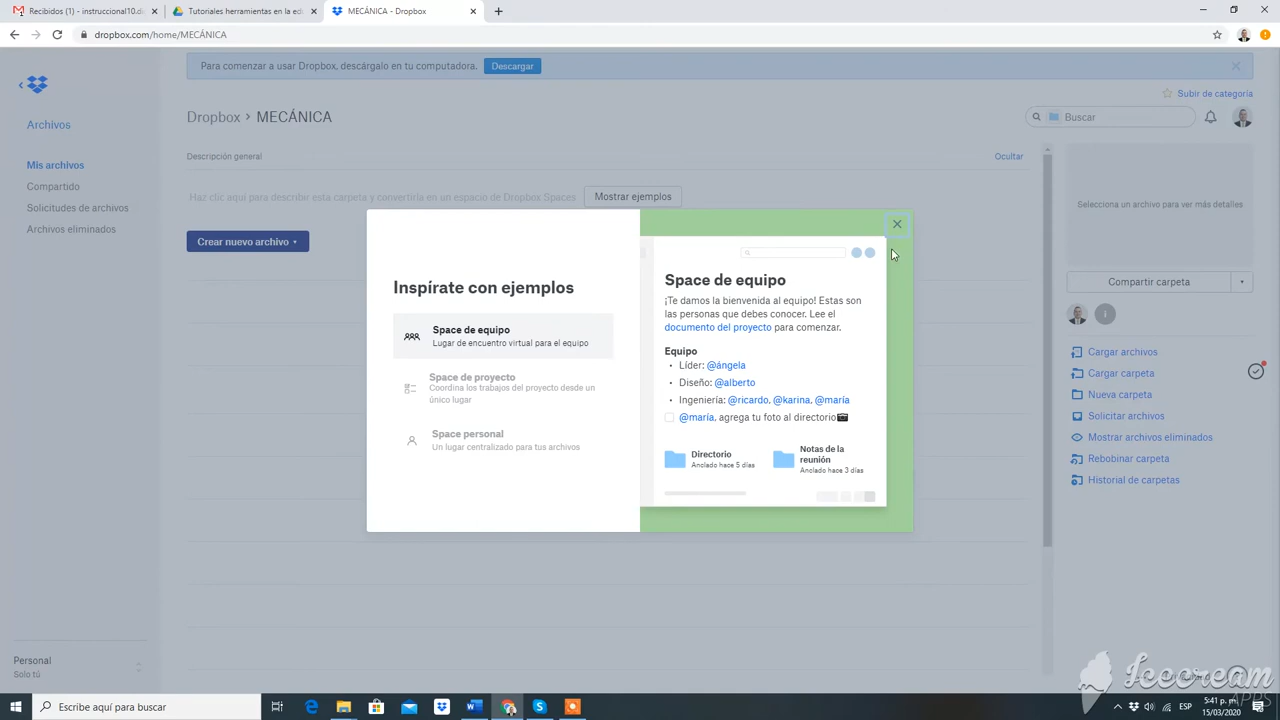 Recibidos (1) - instruccional10.di
Tutoriales herramientas en la ed
MECÁNICA - Dropbox
dropbox.com/home/MECÁNICA
Para comenzar a usar Dropbox, descárgalo en tu computadora.
Descargar
Subir de categoría
Archivos
Dropbox › MECÁNICA
Buscar
Descripción general
Ocultar
Mis archivos
Compartido
Solicitudes de archivos
Archivos eliminados
Haz clic aquí para describir esta carpeta y convertirla en un espacio de Dropbox Spaces
Mostrar ejemplos
Crear nuevo archivo
Inspírate con ejemplos
Space de equipo
Lugar de encuentro virtual para el equipo
Space de proyecto
Coordina los trabajos del proyecto desde un
único lugar
Space personal
Un lugar centralizado para tus archivos
Space de equipo
¡Te damos la bienvenida al equipo! Estas son
las personas que debes conocer. Lee el
documento del proyecto para comenzar.
Equipo
• Líder: @ángela
• Diseño: @alberto
• Ingeniería: @ricardo, @karina, @maría
@maría, agrega tu foto al directorio
Directorio
Anclado hace 5 días
Notas de la
reunión
Anclado hace 3 días
Selecciona un archivo para ver más detalles
Compartir carpeta
Cargar archivos
Cargar carpeta
Nueva carpeta
Solicitar archivos
Mostrar archivos eliminados
Rebobinar carpeta
Historial de carpetas
Personal
Solo tú
Icecream
APPS
Escribe aquí para buscar
ESP
5:41 p. m.
15/03/2020